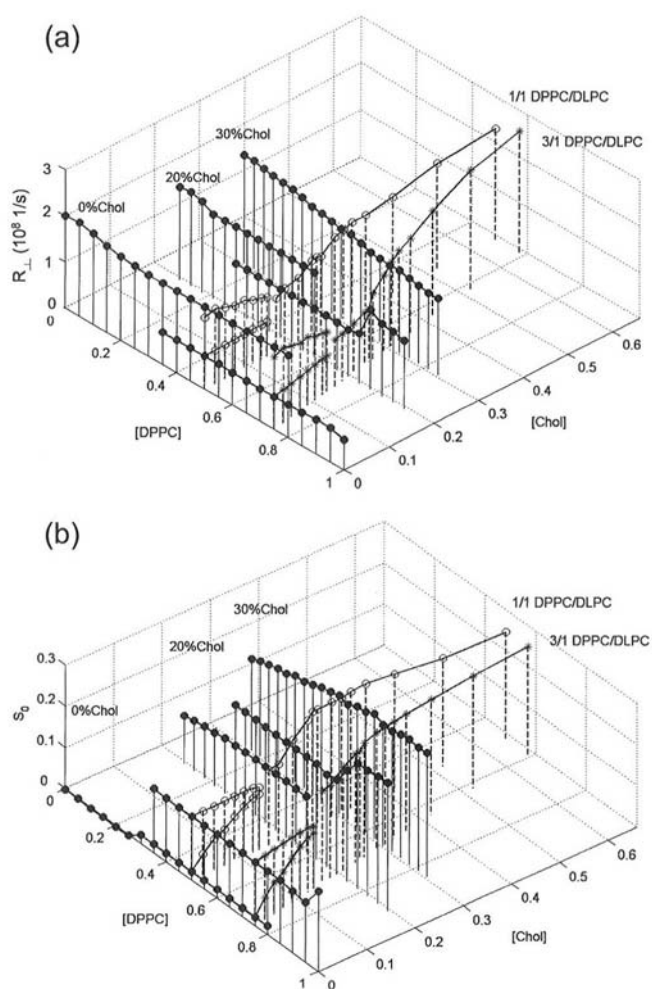 (a)
1/1 DPPC/DLPC
3/1 DPPC/DLPC
30%Chol
20%Chol
0%Chol
R⊥ (10⁸ 1/s)
3
2
1
0
0
0.2
0.4
0.6
0.8
1
[DPPC]
0
0.1
0.2
0.3
0.4
0.5
0.6
[Chol]
(b)
1/1 DPPC/DLPC
3/1 DPPC/DLPC
30%Chol
20%Chol
0%Chol
S₀
0.3
0.2
0.1
0
0
0.2
0.4
0.6
0.8
1
[DPPC]
0
0.1
0.2
0.3
0.4
0.5
0.6
[Chol]